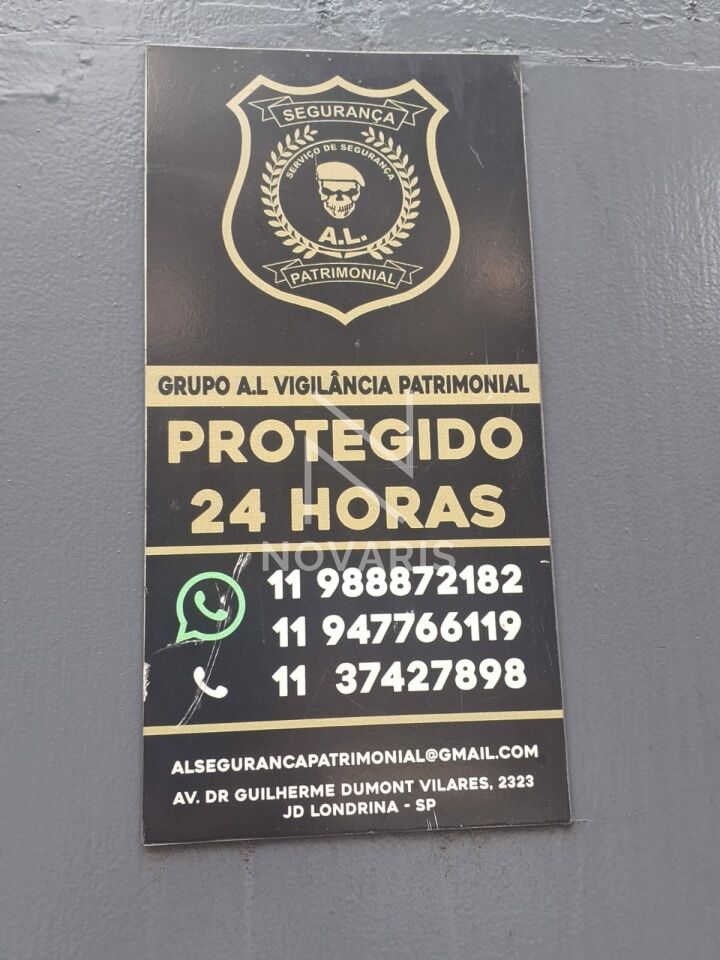 SEGURANÇA
SERVIÇO DE SEGURANÇA
A.L.
PATRIMONIAL
GRUPO A.L VIGILÂNCIA PATRIMONIAL
PROTEGIDO
24 HORAS
NOVARIS
11 988872182
11 947766119
11 37427898
ALSEGURANCAPATRIMONIAL@GMAIL.COM
AV. DR GUILHERME DUMONT VILARES, 2323
JD LONDRINA - SP